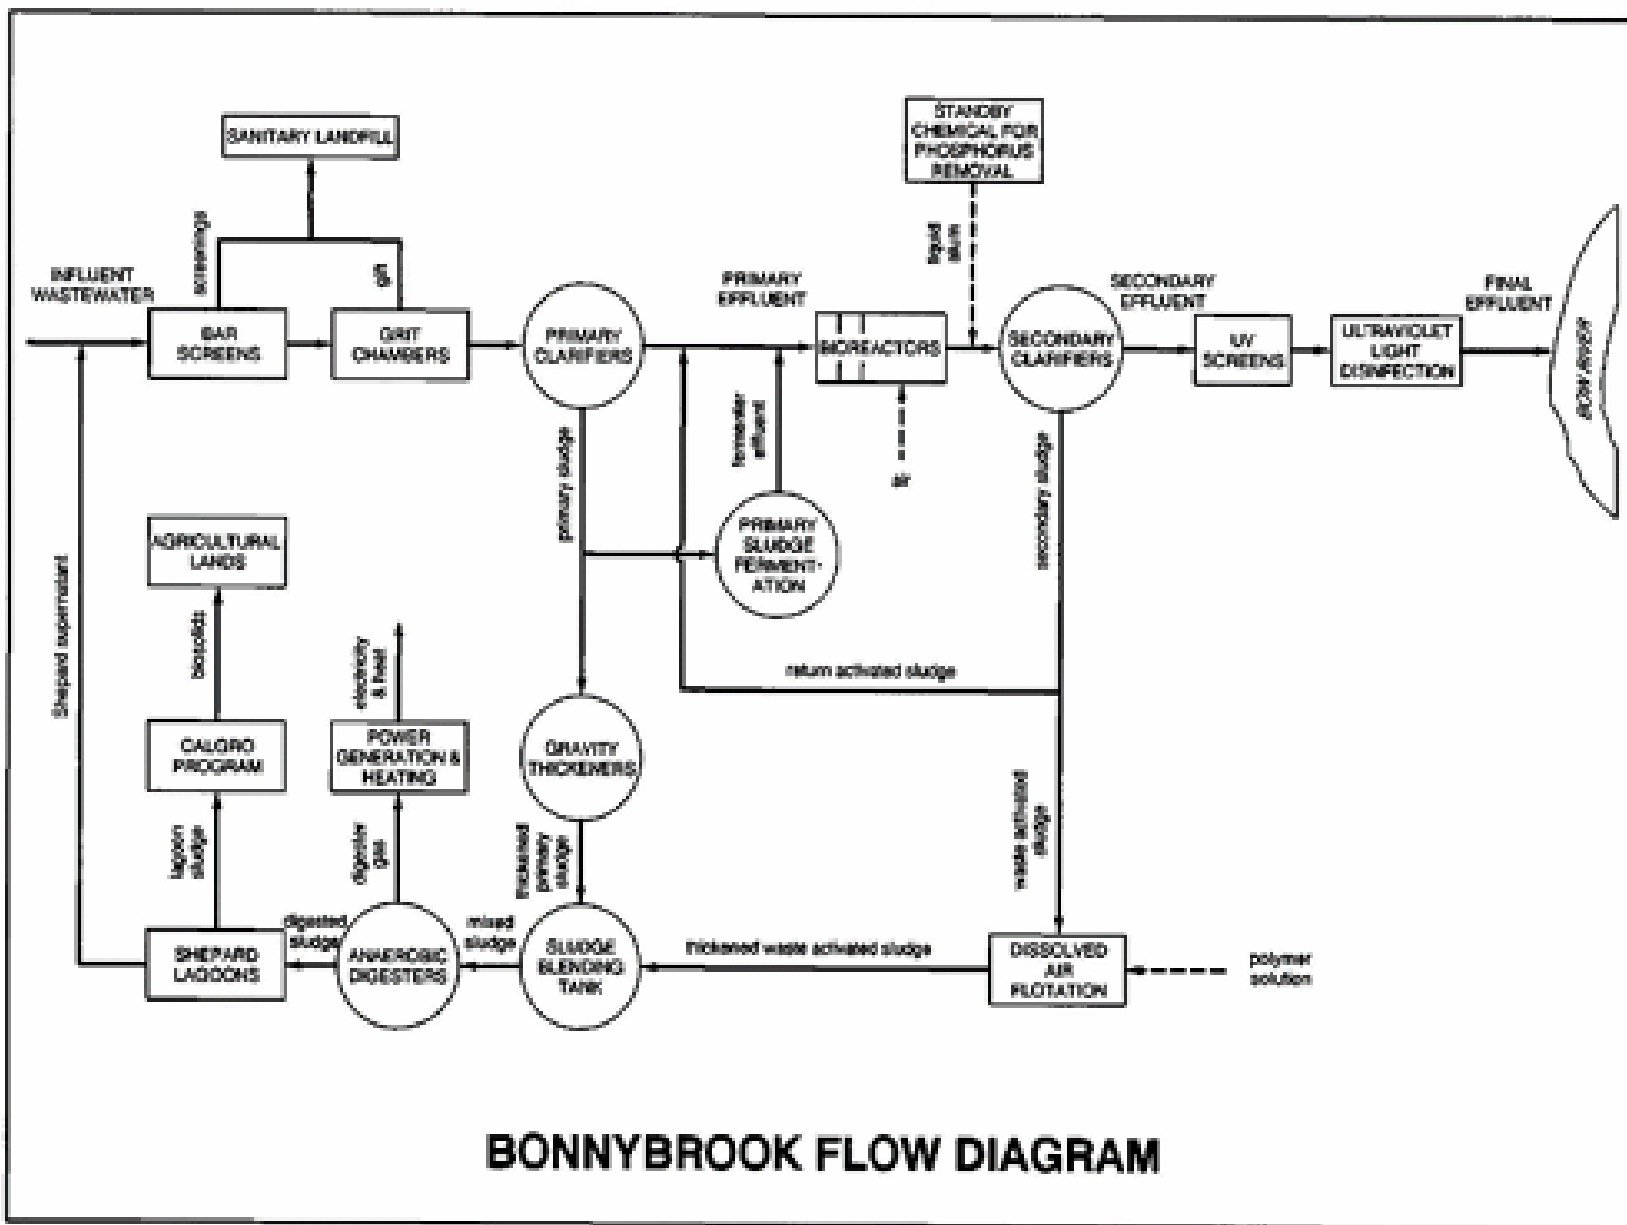 SANITARY LANDFILL
STANDBY
CHEMICAL FOR
PHOSPHORUS
REMOVAL
screenings
grit
liquid
alum
INFLUENT
WASTEWATER
BAR
SCREENS
GRIT
CHAMBERS
PRIMARY
CLARIFIERS
PRIMARY
EFFLUENT
BIOREACTORS
SECONDARY
CLARIFIERS
SECONDARY
EFFLUENT
UV
SCREENS
ULTRAVIOLET
LIGHT
DISINFECTION
FINAL
EFFLUENT
BOW RIVER
primary sludge
fermenter
effluent
air
secondary sludge
PRIMARY
SLUDGE
FERMENT-
ATION
AGRICULTURAL
LANDS
Shepard supernatant
biosolids
electricity
& heat
return activated sludge
CALGRO
PROGRAM
POWER
GENERATION &
HEATING
GRAVITY
THICKENERS
lagoon
sludge
digester
gas
thickened
primary
sludge
waste activated
sludge
SHEPARD
LAGOONS
digested
sludge
ANAEROBIC
DIGESTERS
mixed
sludge
SLUDGE
BLENDING
TANK
thickened waste activated sludge
DISSOLVED
AIR
FLOTATION
polymer
solution
BONNYBROOK FLOW DIAGRAM